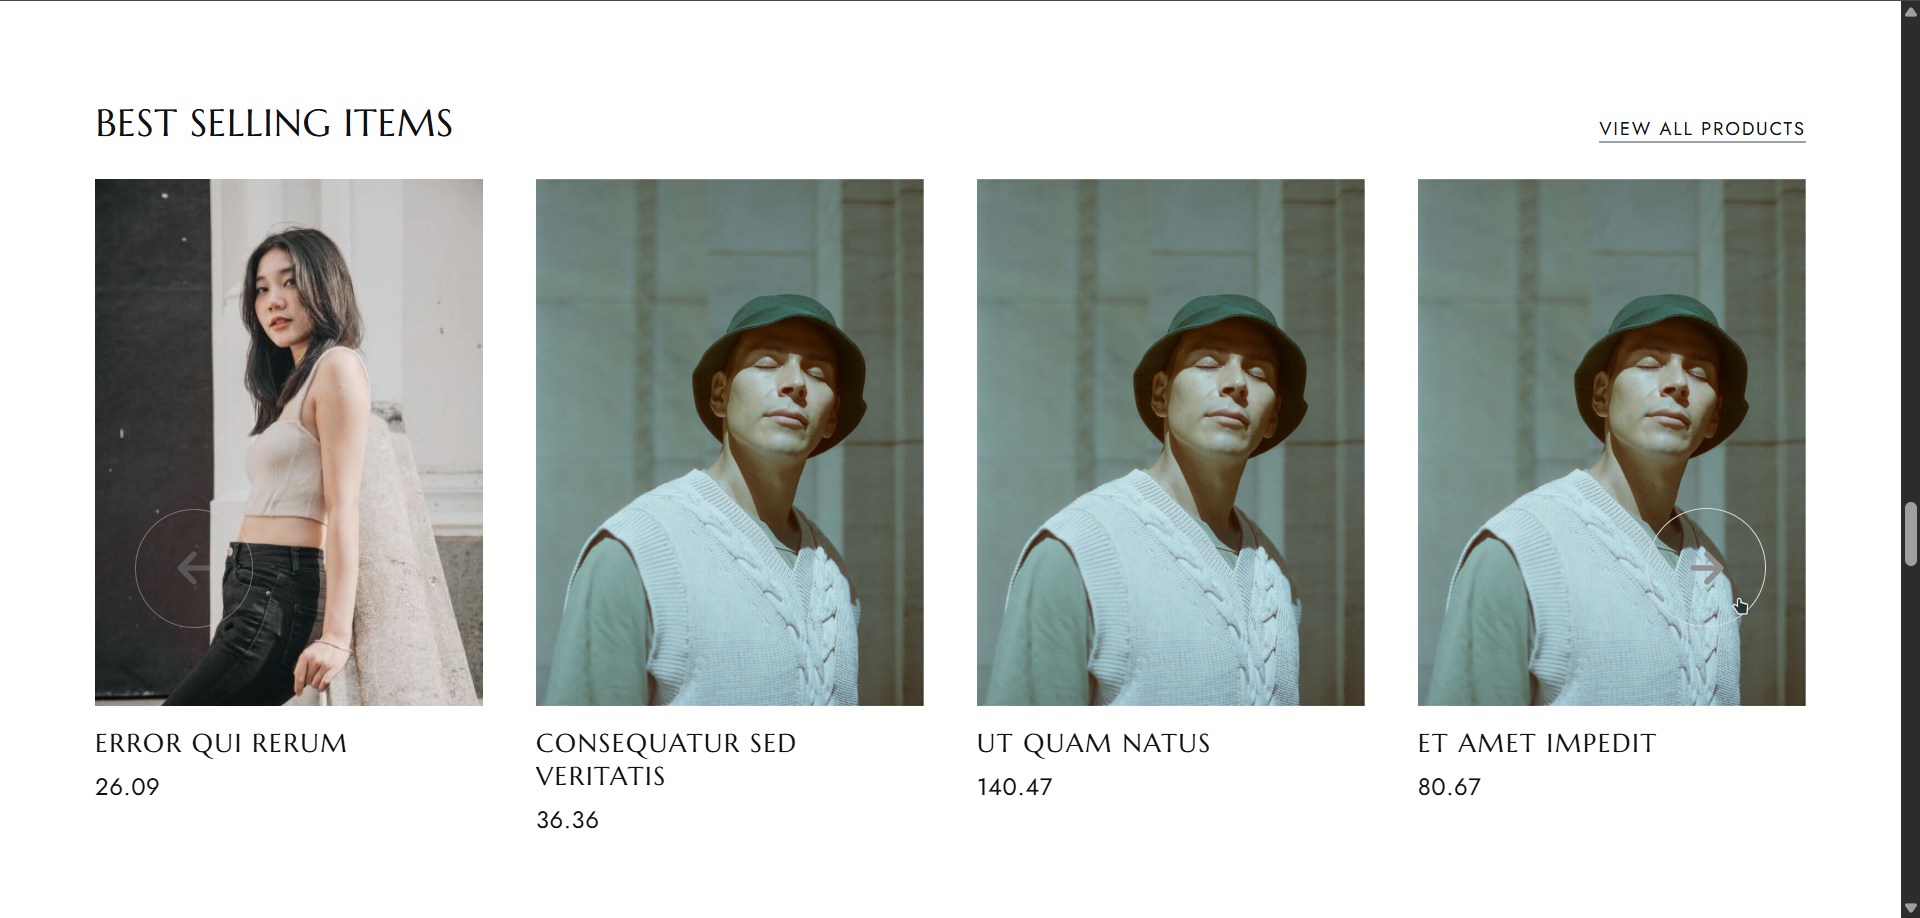 BEST SELLING ITEMS
VIEW ALL PRODUCTS
ERROR QUI RERUM
26.09
CONSEQUATUR SED
VERITATIS
36.36
UT QUAM NATUS
140.47
ET AMET IMPEDIT
80.67